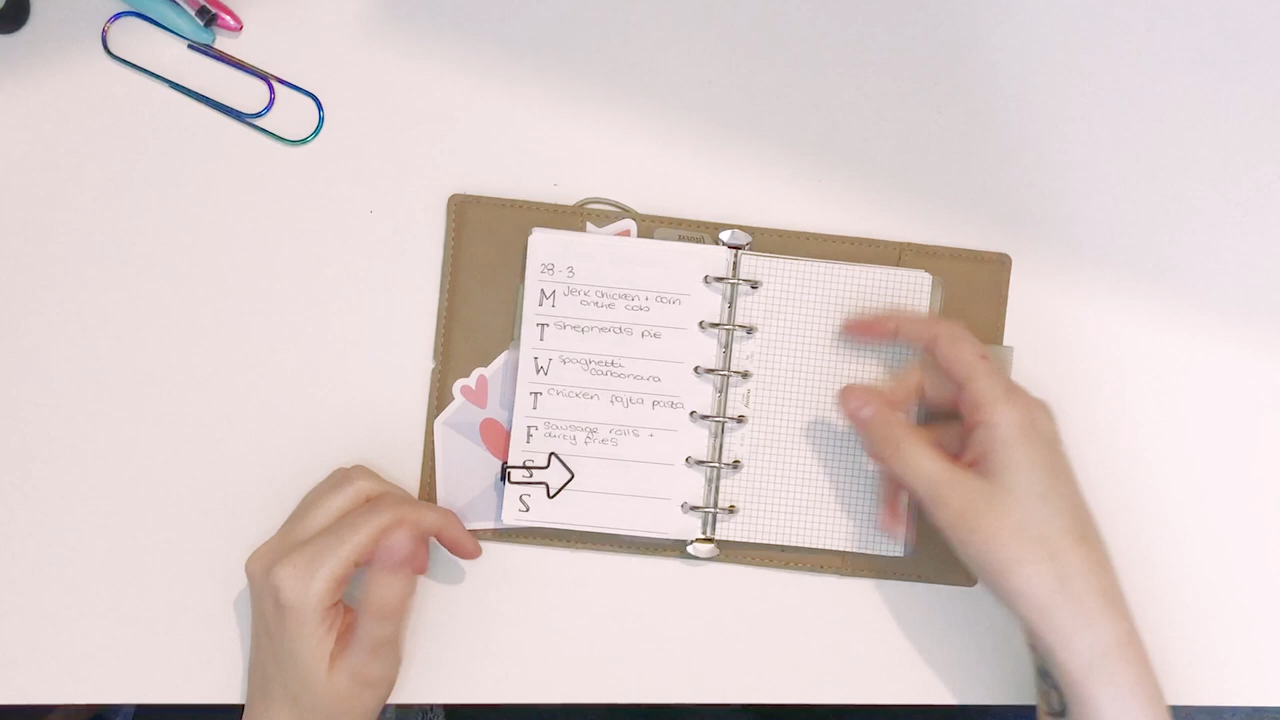 28-3
M Jerk chicken + corn
on the cob
T Shepherds pie
W Spaghetti
carbonara
T Chicken fajita pasta
F Sausage rolls +
dirty fries
S
S